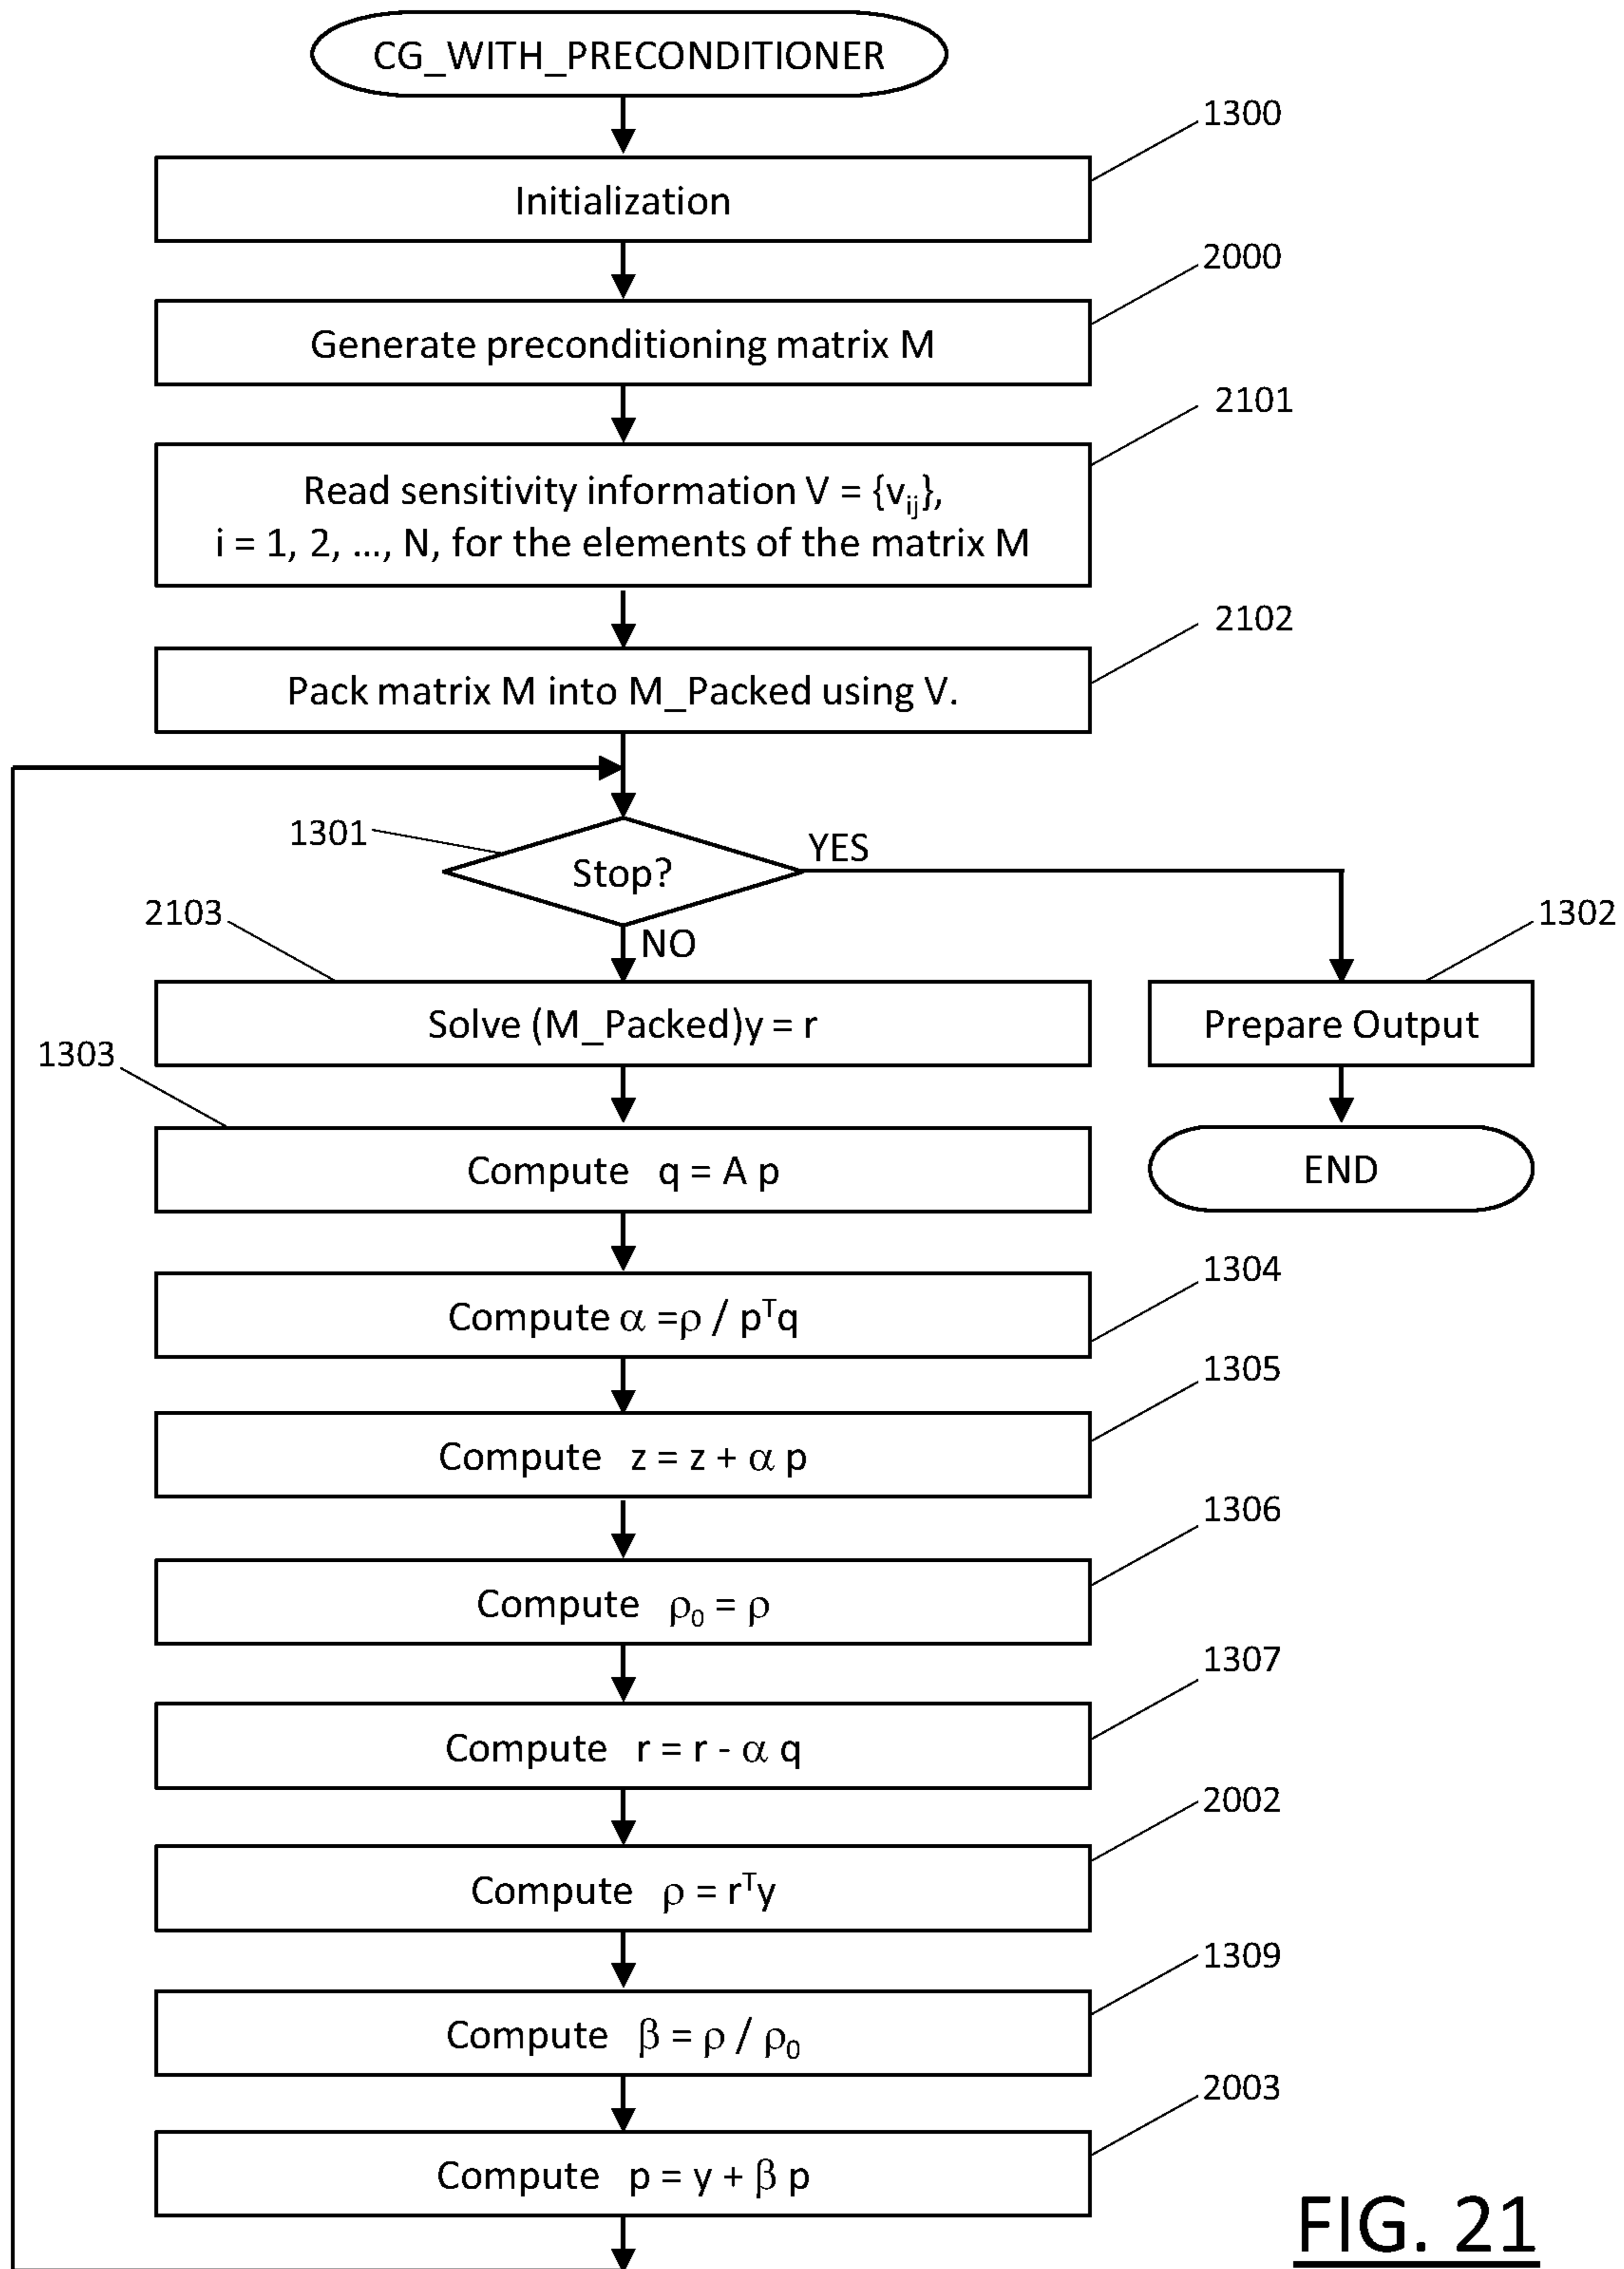 CG_WITH_PRECONDITIONER
1300
Initialization
2000
Generate preconditioning matrix M
2101
Read sensitivity information V = {v_ij},
i = 1, 2, ..., N, for the elements of the matrix M
2102
Pack matrix M into M_Packed using V.
1301
Stop?
YES
NO
2103
Solve (M_Packed)y = r
1302
Prepare Output
END
1303
Compute q = A p
1304
Compute α =ρ / pᵀq
1305
Compute z = z + α p
1306
Compute ρ₀ = ρ
1307
Compute r = r - α q
2002
Compute ρ = rᵀy
1309
Compute β = ρ / ρ₀
2003
Compute p = y + β p
FIG. 21